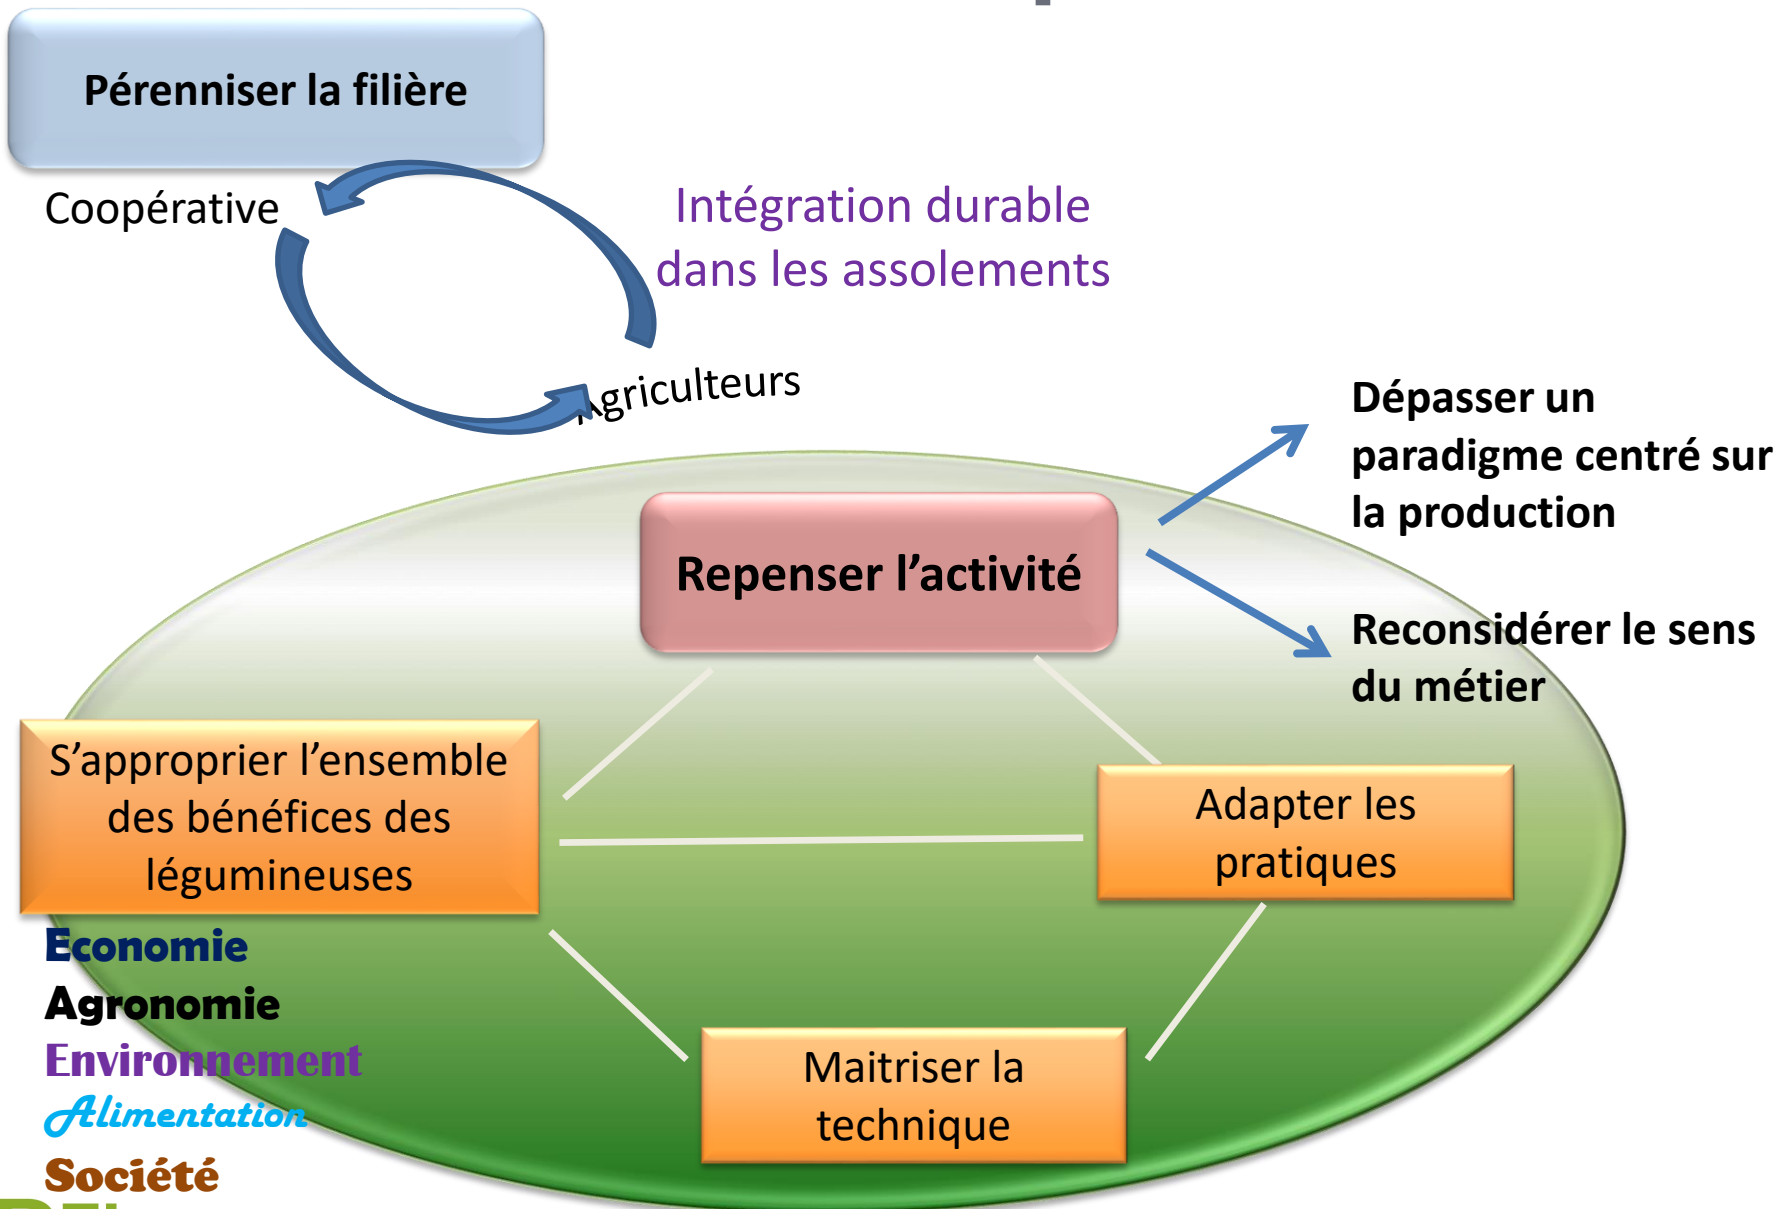 Pérenniser la filière
Coopérative
Intégration durable
dans les assolements
Agriculteurs
Dépasser un
paradigme centré sur
la production
Repenser l’activité
Reconsidérer le sens
du métier
S’approprier l’ensemble
des bénéfices des
légumineuses
Adapter les
pratiques
Economie
Agronomie
Environnement
Alimentation
Maitriser la
technique
Société